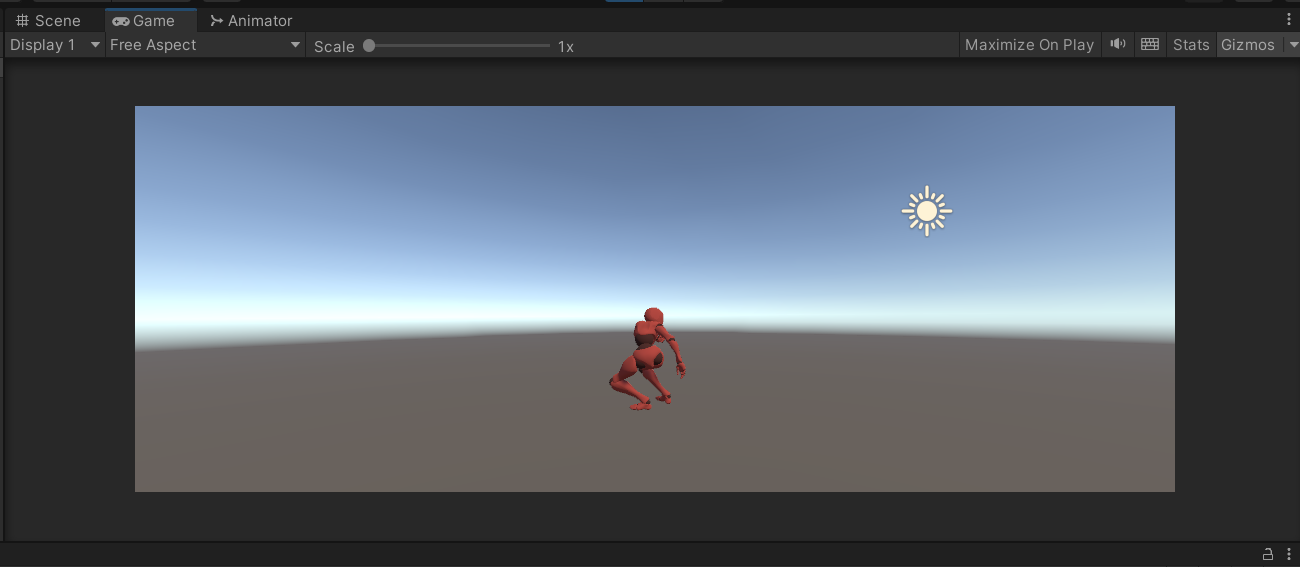 Scene Game Animator
Display 1 Free Aspect Scale 1x Maximize On Play Stats Gizmos